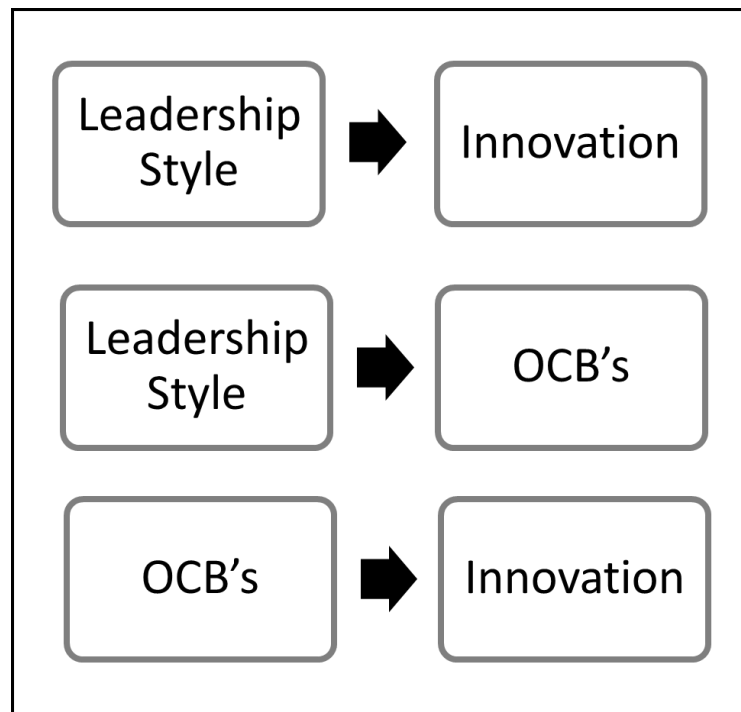 Leadership
Style
Innovation
Leadership
Style
OCB’s
OCB’s
Innovation